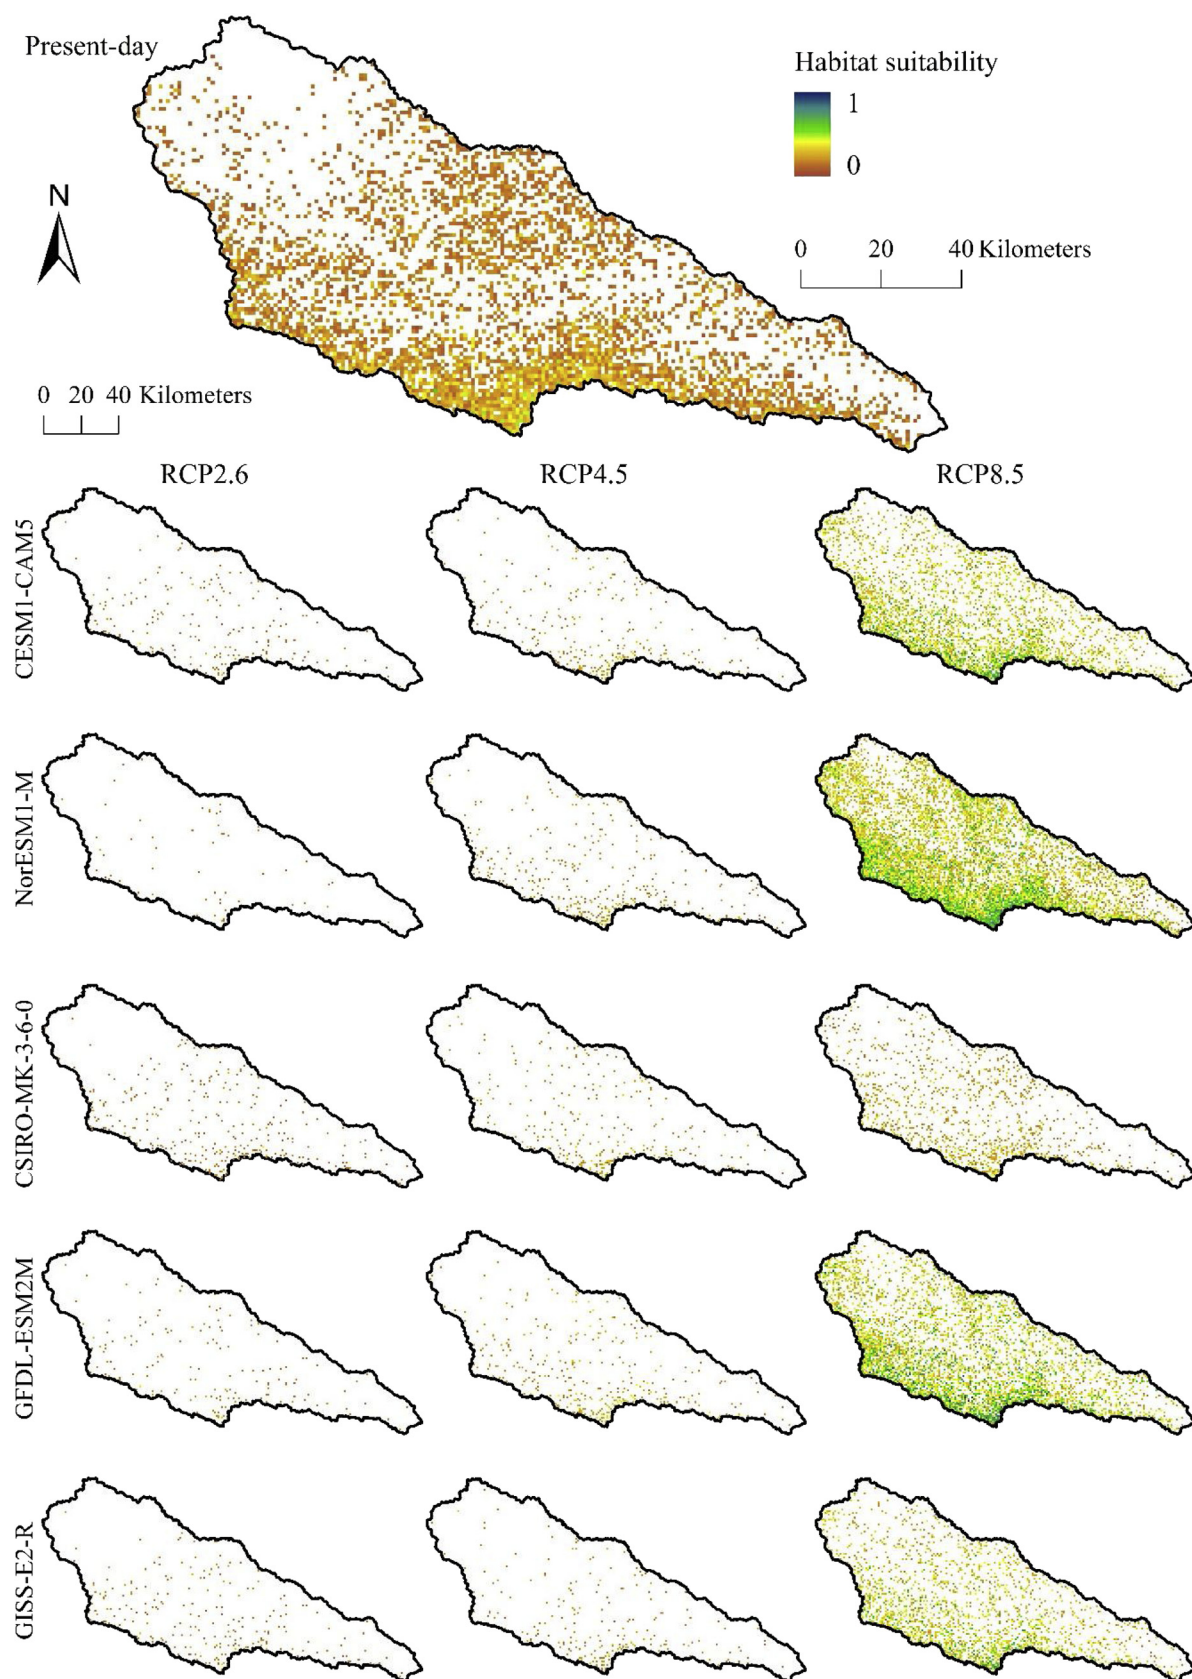 Present-day
Habitat suitability
1
0
N
0 20 40 Kilometers
0 20 40 Kilometers
RCP2.6 RCP4.5 RCP8.5
CESM1-CAM5
NorESM1-M
CSIRO-MK-3-6-0
GFDL-ESM2M
GISS-E2-R